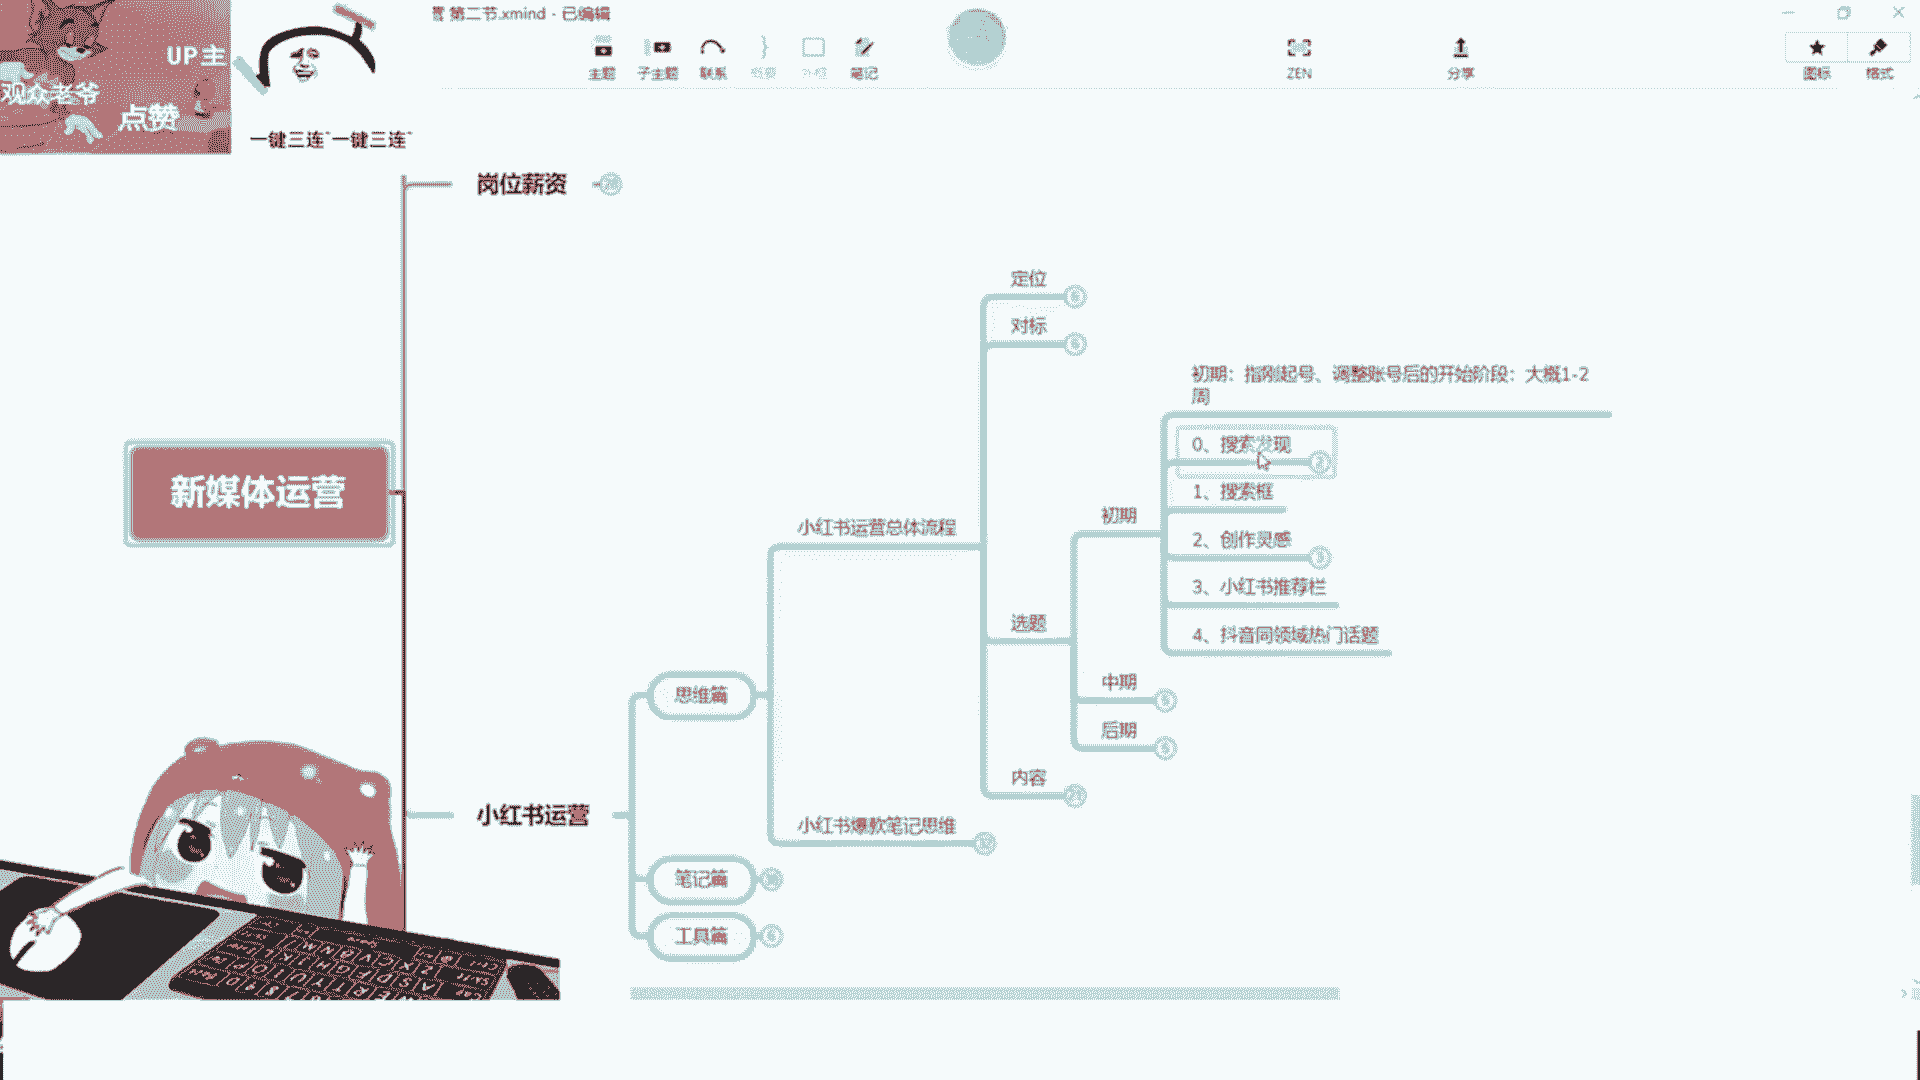 第二节.xmind - 已编辑
UP主
观众老爷
点赞
一键三连 一键三连
主题
子主题
联系
概要
外框
笔记
ZEN
分享
图标
格式
岗位薪资
新媒体运营
小红书运营
思维篇
笔记篇
工具篇
小红书运营总体流程
小红书爆款笔记思维
定位
对标
选题
内容
初期
中期
后期
初期：指刚起号、调整账号后的开始阶段：大概1-2
周
0、搜索发现
1、搜索框
2、创作灵感
3、小红书推荐栏
4、抖音同领域热门话题